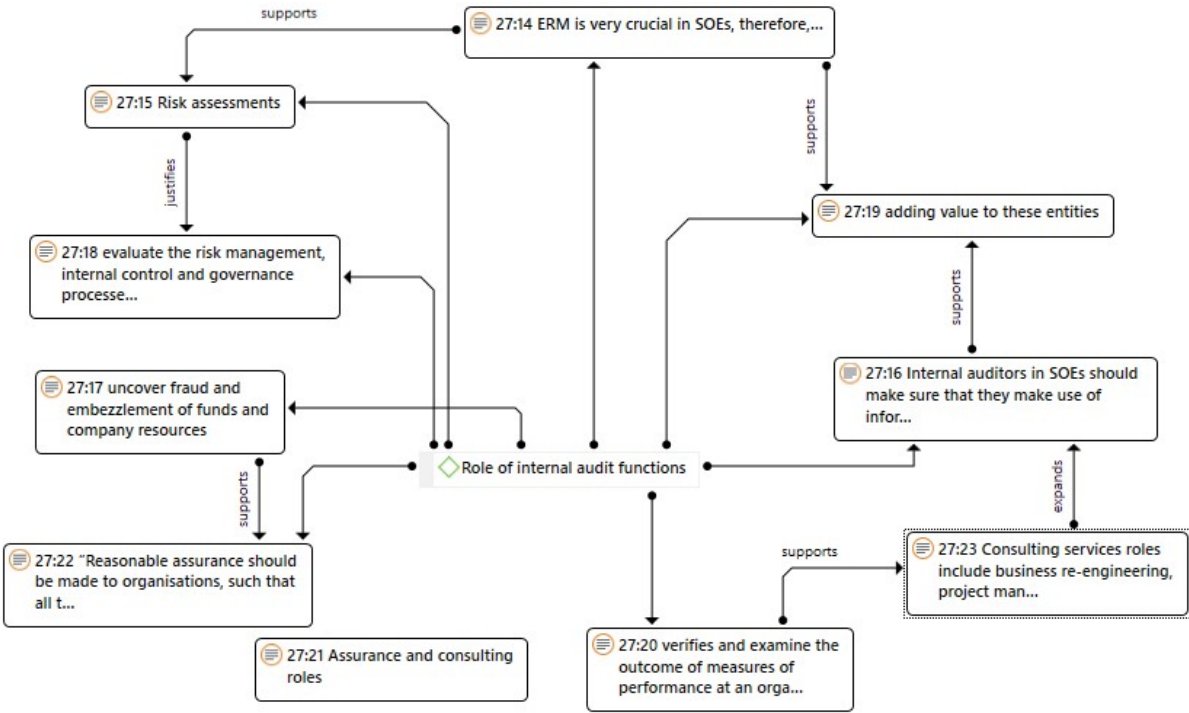 supports
27:14 ERM is very crucial in SOEs, therefore,...
27:15 Risk assessments
supports
justifies
27:19 adding value to these entities
27:18 evaluate the risk management,
internal control and governance
processe...
supports
27:16 Internal auditors in SOEs should
make sure that they make use of
infor...
27:17 uncover fraud and
embezzlement of funds and
company resources
Role of internal audit functions
supports
expands
27:22 “Reasonable assurance should
be made to organisations, such that
all t...
supports
27:23 Consulting services roles
include business re-engineering,
project man...
27:21 Assurance and consulting
roles
27:20 verifies and examine the
outcome of measures of
performance at an orga...